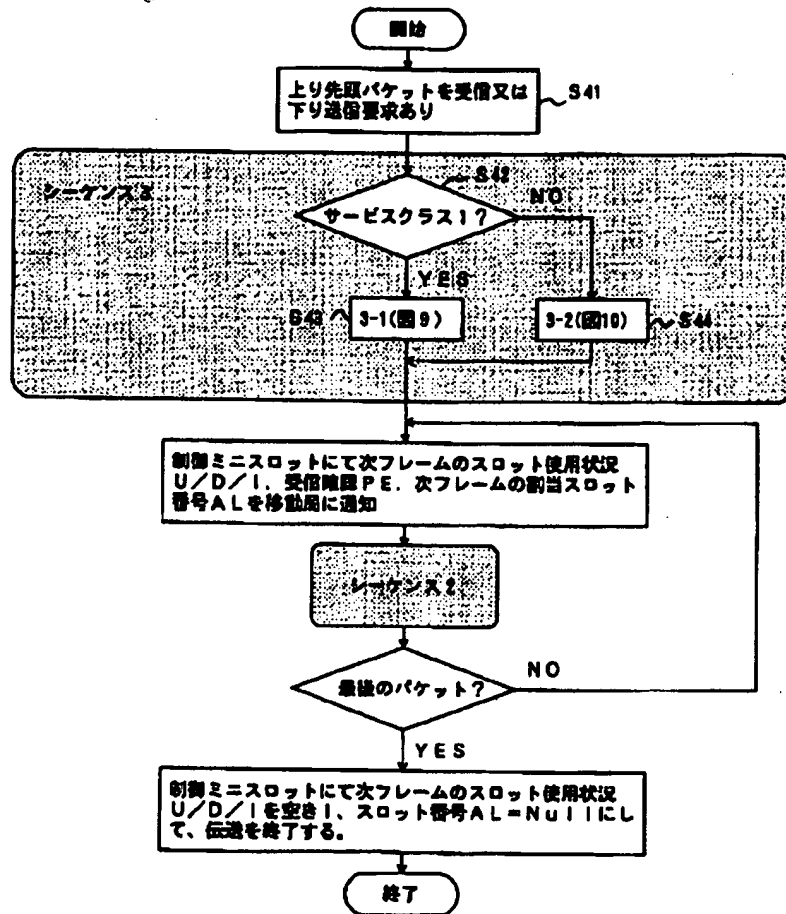 開始
上り先頭パケットを受信又は
下り送信要求あり
S41
シーケンス3
S42
サービスクラス1?
NO
YES
S43
3-1(図9)
3-2(図10)
S44
制御ミニスロットにて次フレームのスロット使用状況
U/D/I，受信確認PE，次フレームの割当スロット
番号ALを移動局に通知
シーケンス2
最後のパケット?
NO
YES
制御ミニスロットにて次フレームのスロット使用状況
U/D/Iを空きI、スロット番号AL=Nullにし
て、伝送を終了する。
終了